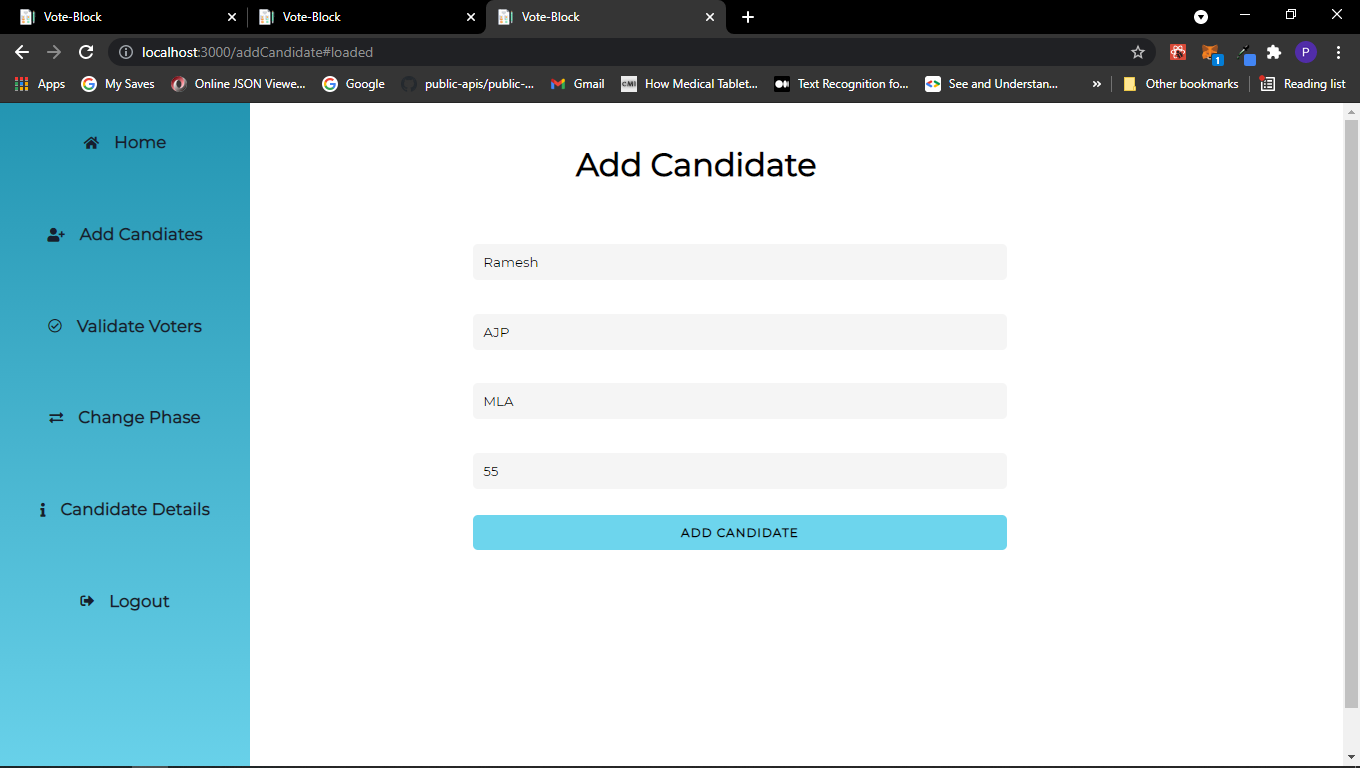 Vote-Block
Vote-Block
Vote-Block
localhost:3000/addCandidate#loaded
1
P
Apps
My Saves
Online JSON Viewe...
Google
public-apis/public-...
Gmail
CMI
How Medical Tablet...
Text Recognition fo...
See and Understan...
»
Other bookmarks
Reading list
Home
Add Candiates
Validate Voters
Change Phase
Candidate Details
Logout
Add Candidate
Ramesh
AJP
MLA
55
ADD CANDIDATE